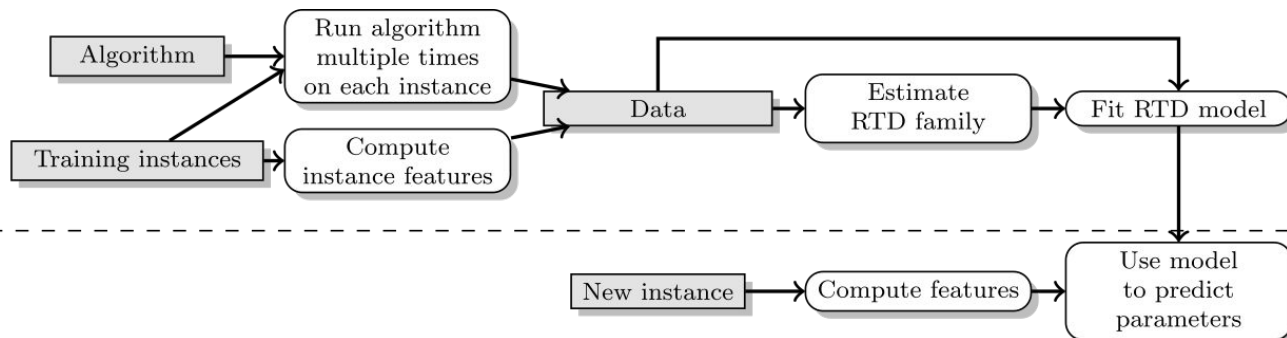 Algorithm
Run algorithm
multiple times
on each instance
Training instances
Compute
instance features
Data
Estimate
RTD family
Fit RTD model
New instance
Compute features
Use model
to predict
parameters